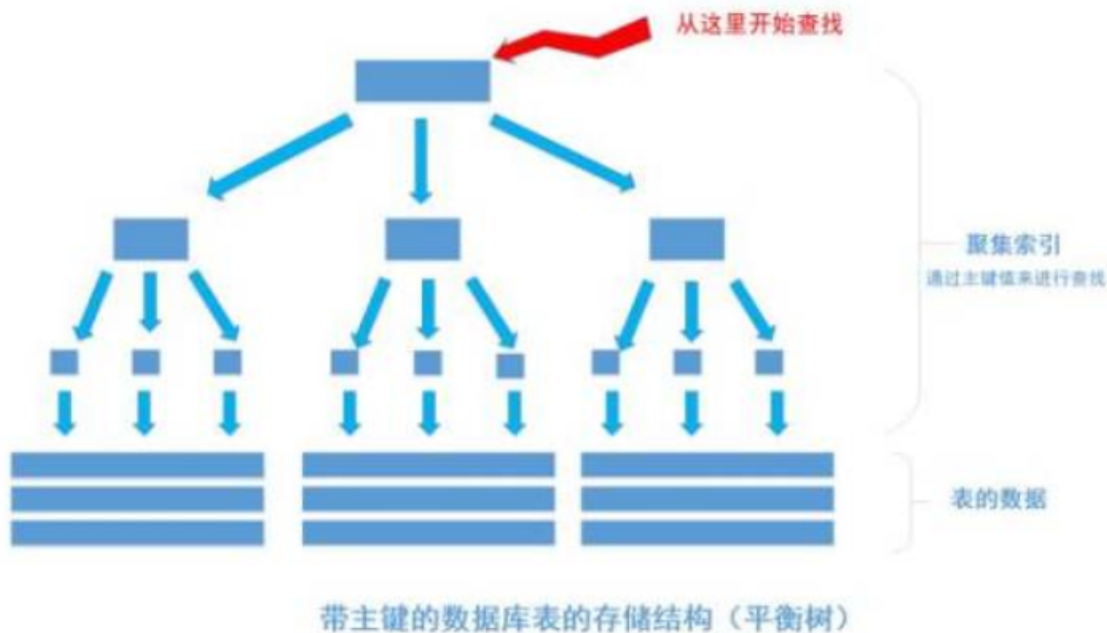 从这里开始查找
聚集索引
通过主键值来进行查找
表的数据
带主键的数据库表的存储结构（平衡树）